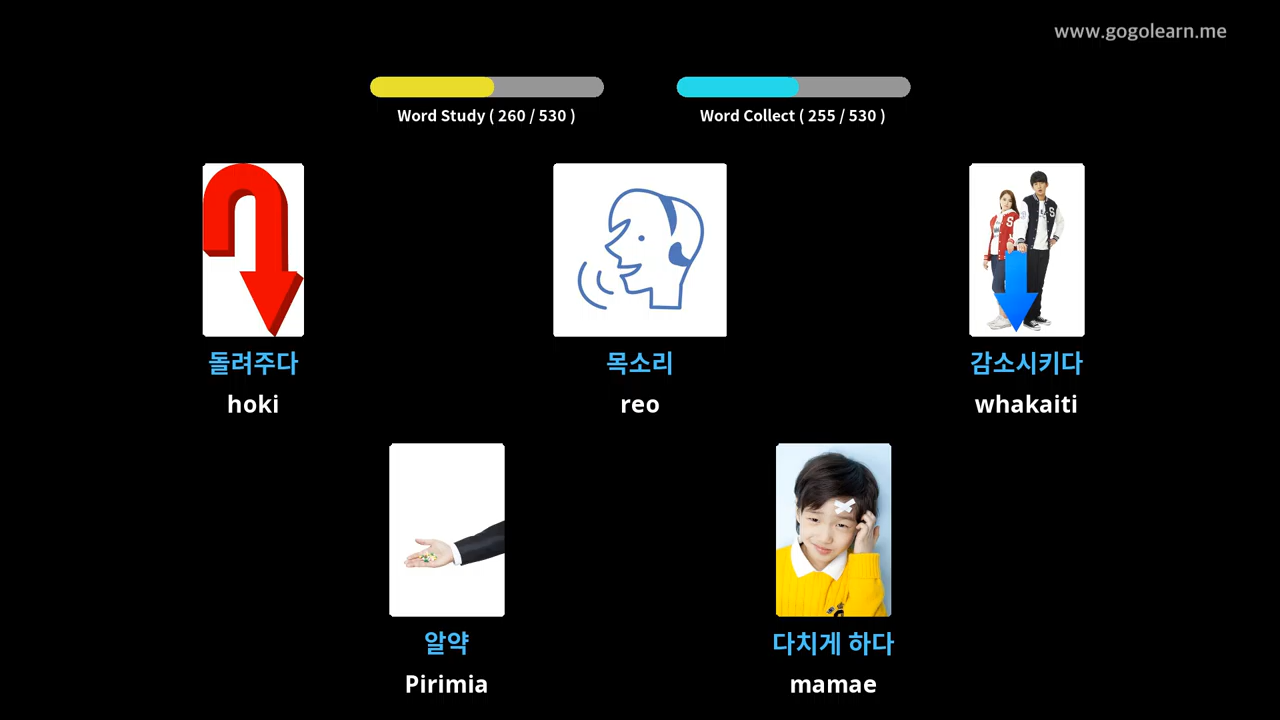 www.gogolearn.me
Word Study ( 260 / 530 )
Word Collect ( 255 / 530 )
돌려주다
hoki
목소리
reo
감소시키다
whakaiti
알약
Pirimia
다치게 하다
mamae